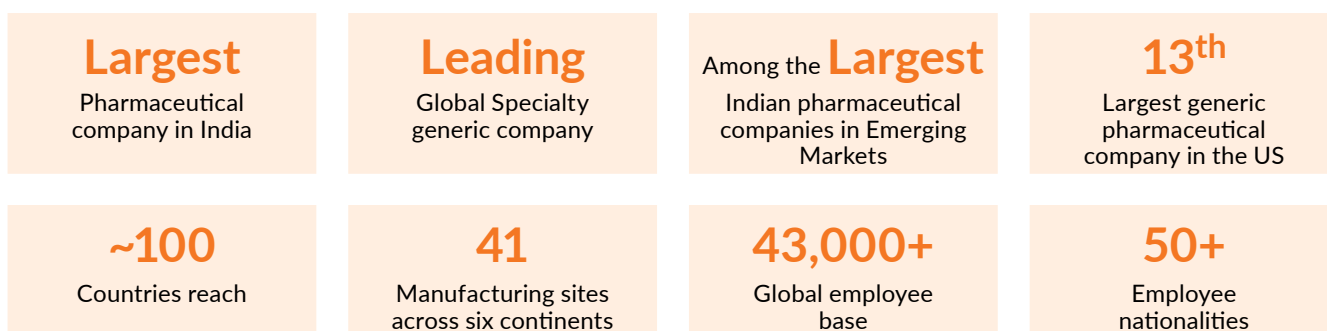 Largest
Pharmaceutical
company in India
Leading
Global Specialty
generic company
Among the Largest
Indian pharmaceutical
companies in Emerging
Markets
13th
Largest generic
pharmaceutical
company in the US
~100
Countries reach
41
Manufacturing sites
across six continents
43,000+
Global employee
base
50+
Employee
nationalities